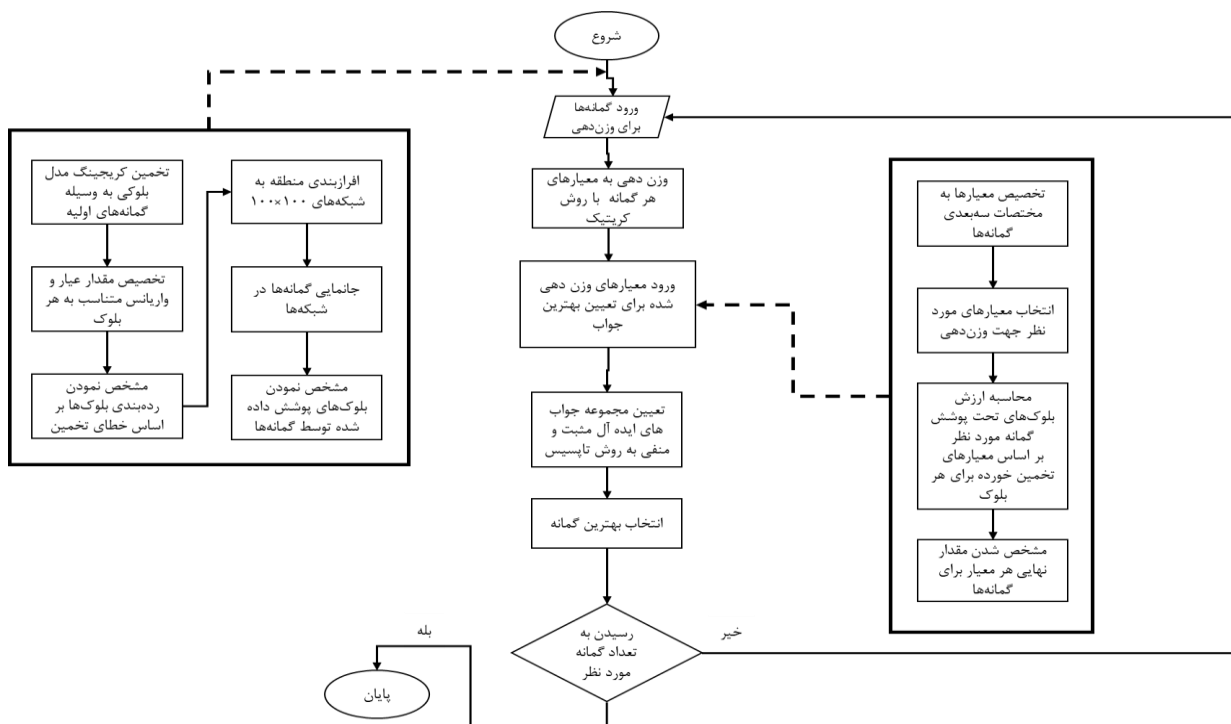 شروع
ورود گمانه‌ها
برای وزن‌دهی
وزن دهی به معیارهای
هر گمانه با روش
کریتیک
ورود معیارهای وزن دهی
شده برای تعیین بهترین
جواب
تعیین مجموعه جواب
های ایده آل مثبت و
منفی به روش تاپسیس
انتخاب بهترین گمانه
رسیدن به
تعداد گمانه
مورد نظر
بله
خیر
پایان
تخمین کریجینگ مدل
بلوکی به وسیله
گمانه‌های اولیه
تخصیص مقدار عیار و
واریانس متناسب به هر
بلوک
مشخص نمودن
رده‌بندی بلوک‌ها بر
اساس خطای تخمین
افرازبندی منطقه به
شبکه‌های ۱۰۰×۱۰۰
جانمایی گمانه‌ها در
شبکه‌ها
مشخص نمودن
بلوک‌های پوشش داده
شده توسط گمانه‌ها
تخصیص معیارها به
مختصات سه‌بعدی
گمانه‌ها
انتخاب معیارهای مورد
نظر جهت وزن‌دهی
محاسبه ارزش
بلوک‌های تحت پوشش
گمانه مورد نظر
بر اساس معیارهای
تخمین خورده برای هر
بلوک
مشخص شدن مقدار
نهایی هر معیار برای
گمانه‌ها